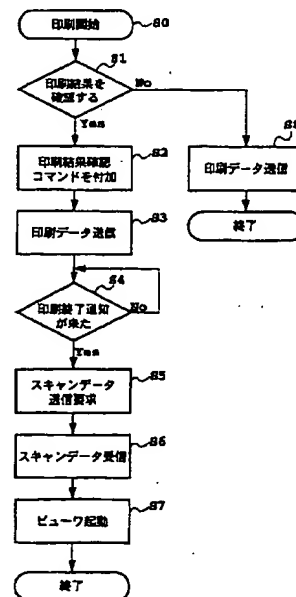 印刷開始
S0
S1
印刷結果を
確認する
No
Yes
S2
印刷結果確認
コマンドを付加
印刷データ送信
S3
印刷データ送信
終了
S4
印刷終了通知
が来た
No
Yes
S5
スキャンデータ
送信要求
S6
スキャンデータ受信
S7
ビューワ起動
終了